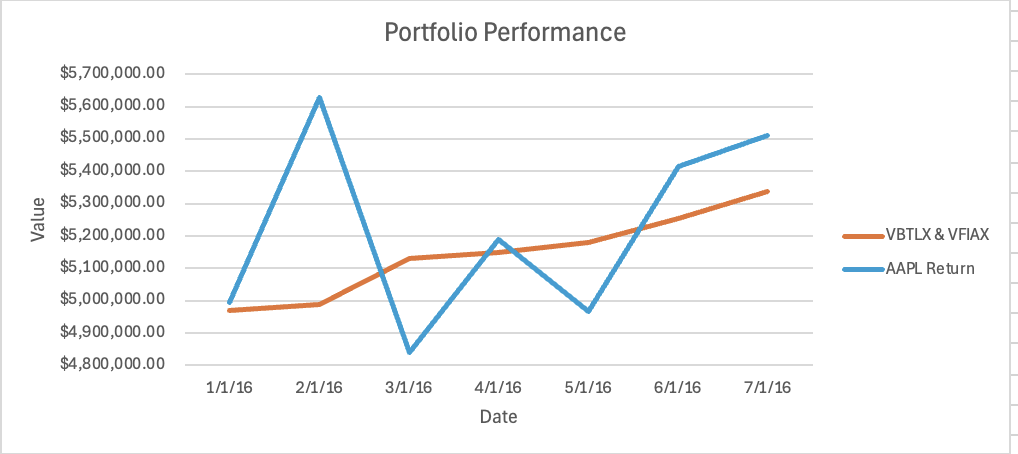 Portfolio Performance
$5,700,000.00
$5,600,000.00
$5,500,000.00
$5,400,000.00
$5,300,000.00
$5,200,000.00
$5,100,000.00
$5,000,000.00
$4,900,000.00
$4,800,000.00
Value
1/1/16 2/1/16 3/1/16 4/1/16 5/1/16 6/1/16 7/1/16
Date
VBTLX & VFIAX
AAPL Return